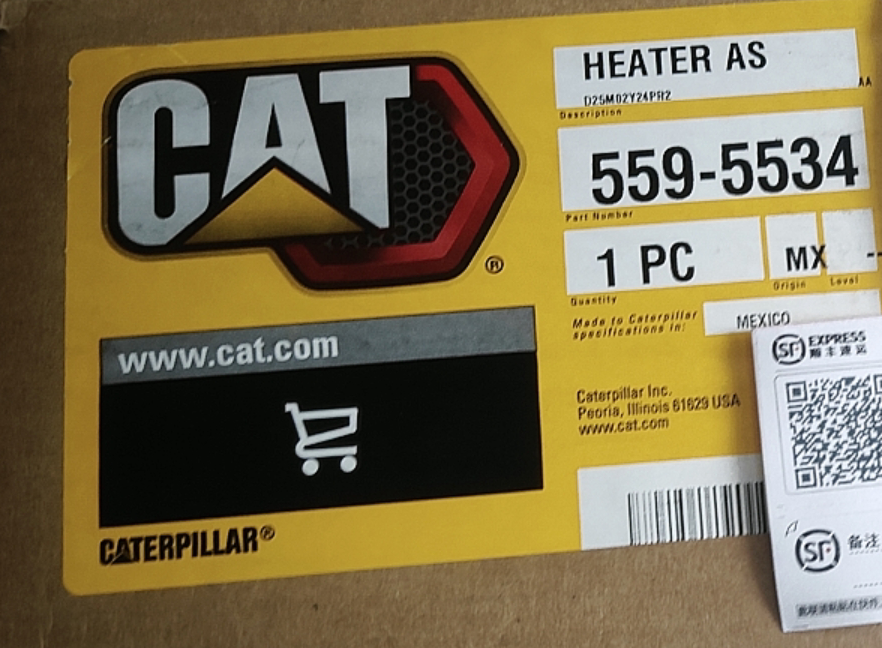 CAT
®
www.cat.com
CATERPILLAR®
HEATER AS
D25M02Y24PR2
AA
Description
559-5534
Part Number
1 PC
MX
--
Quantity
Origin
Level
Made to Caterpillar
specifications in:
MEXICO
Caterpillar Inc.
Peoria, Illinois 61629 USA
www.cat.com
SF EXPRESS
顺丰速运
SF
备注